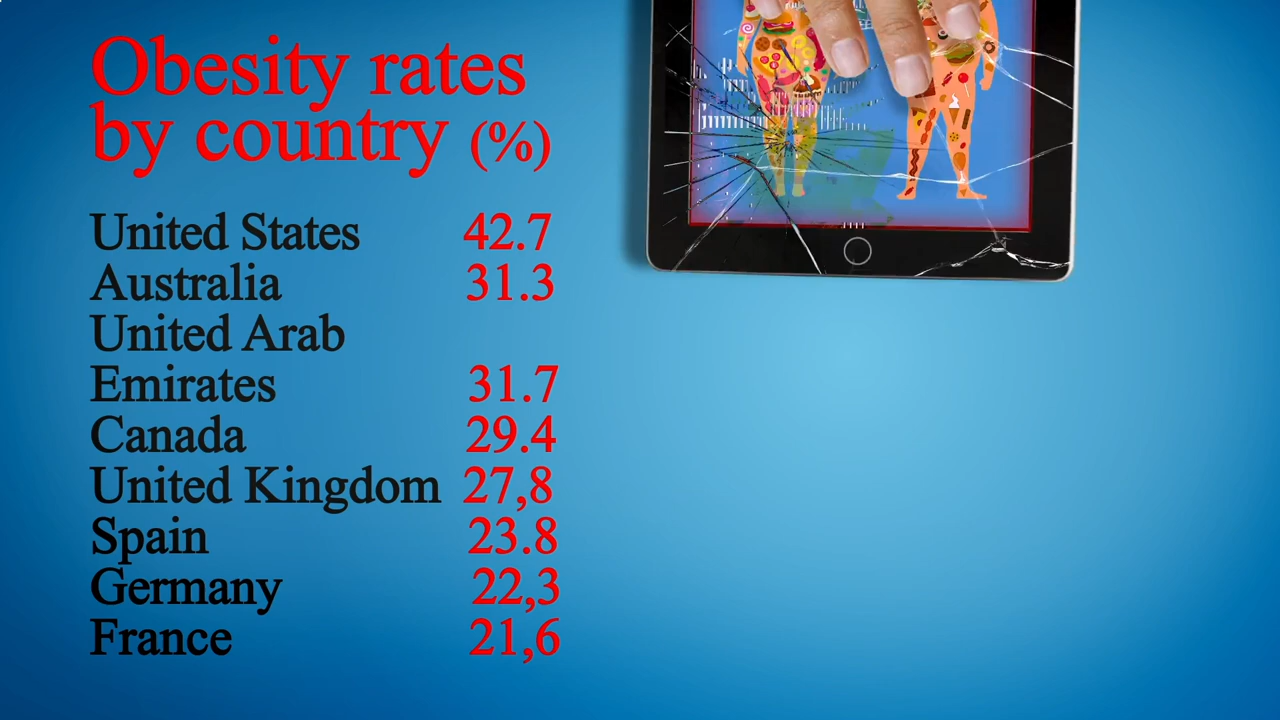 Obesity rates
by country (%)
United States 42.7
Australia 31.3
United Arab
Emirates 31.7
Canada 29.4
United Kingdom 27,8
Spain 23.8
Germany 22,3
France 21,6